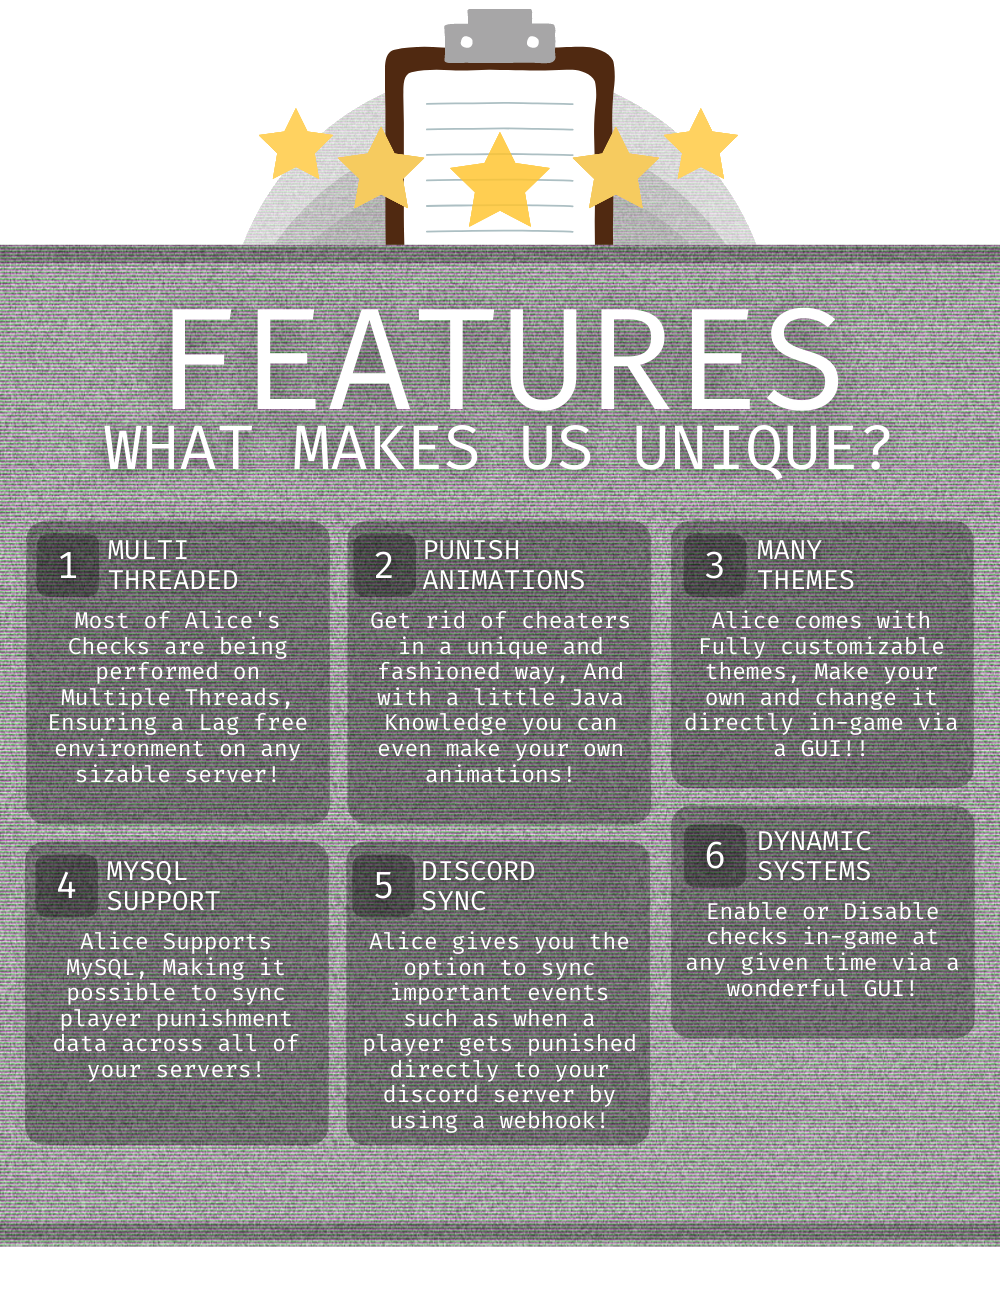 FEATURES
WHAT MAKES US UNIQUE?
1
MULTI
THREADED
Most of Alice's
Checks are being
performed on
Multiple Threads,
Ensuring a Lag free
environment on any
sizable server!
2
PUNISH
ANIMATIONS
Get rid of cheaters
in a unique and
fashioned way, And
with a little Java
Knowledge you can
even make your own
animations!
3
MANY
THEMES
Alice comes with
Fully customizable
themes, Make your
own and change it
directly in-game via
a GUI!!
4
MYSQL
SUPPORT
Alice Supports
MySQL, Making it
possible to sync
player punishment
data across all of
your servers!
5
DISCORD
SYNC
Alice gives you the
option to sync
important events
such as when a
player gets punished
directly to your
discord server by
using a webhook!
6
DYNAMIC
SYSTEMS
Enable or Disable
checks in-game at
any given time via a
wonderful GUI!